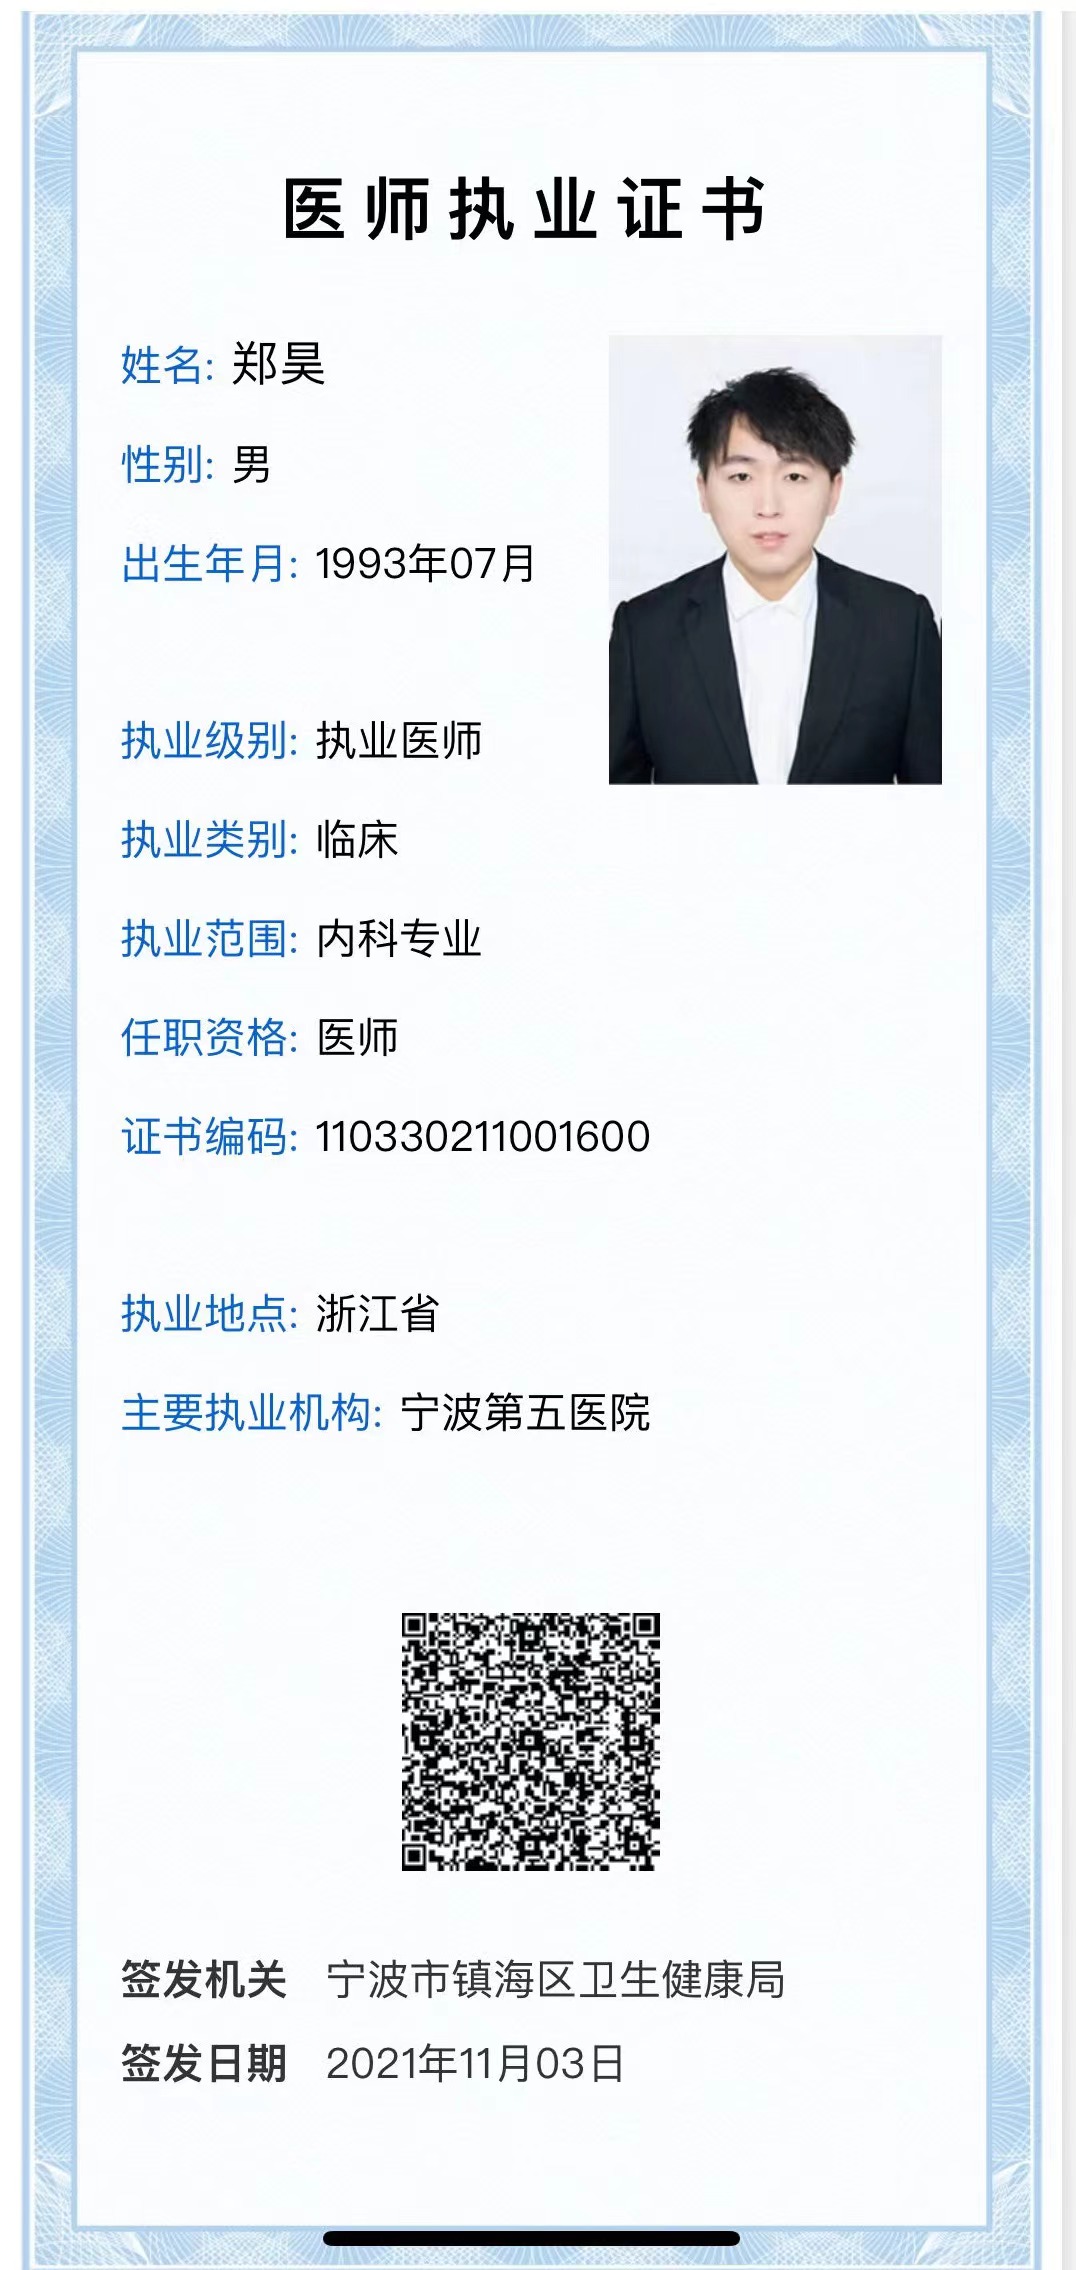 医师执业证书
姓名: 郑昊
性别: 男
出生年月: 1993年07月
执业级别: 执业医师
执业类别: 临床
执业范围: 内科专业
任职资格: 医师
证书编码: 110330211001600
执业地点: 浙江省
主要执业机构: 宁波第五医院
签发机关 宁波市镇海区卫生健康局
签发日期 2021年11月03日